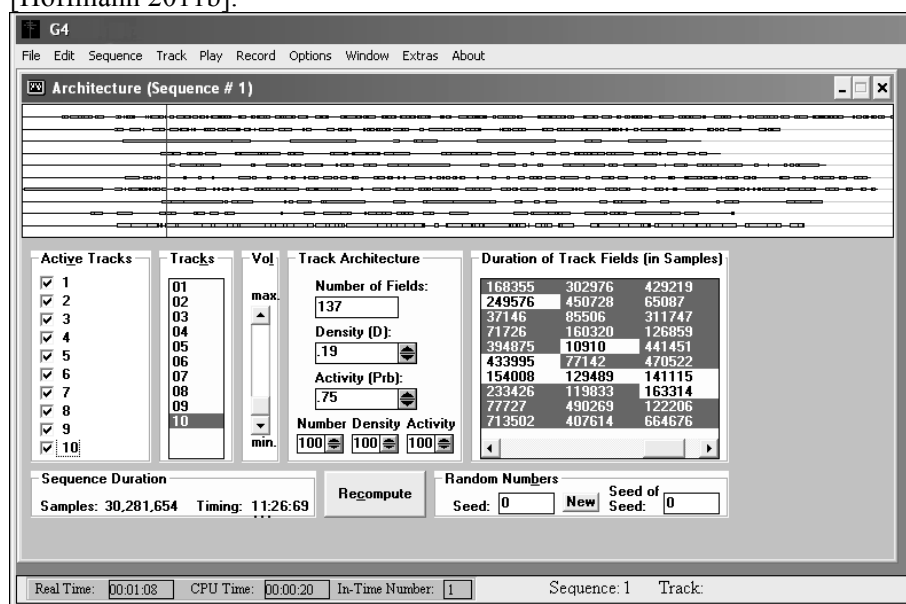 [Hoffmann 2011b].
G4
File Edit Sequence Track Play Record Options Window Extras About
Architecture (Sequence # 1)
Active Tracks
1
2
3
4
5
6
7
8
9
10
Tracks
01
02
03
04
05
06
07
08
09
10
Vol
max.
min.
Track Architecture
Number of Fields:
137
Density (D):
.19
Activity (Prb):
.75
Number Density Activity
100 100 100
Duration of Track Fields (in Samples)
168355 302976 429219
249576 450728 65087
37146 85506 311747
71726 160320 126859
394875 10910 441451
433995 77142 470522
154008 129489 141115
233426 119833 163314
77727 490269 122206
713502 407614 664676
Sequence Duration
Samples: 30,281,654 Timing: 11:26:69
Recompute
Random Numbers
Seed: 0 New Seed of Seed: 0
Real Time: 00:01:08 CPU Time: 00:00:20 In-Time Number: 1 Sequence: 1 Track: